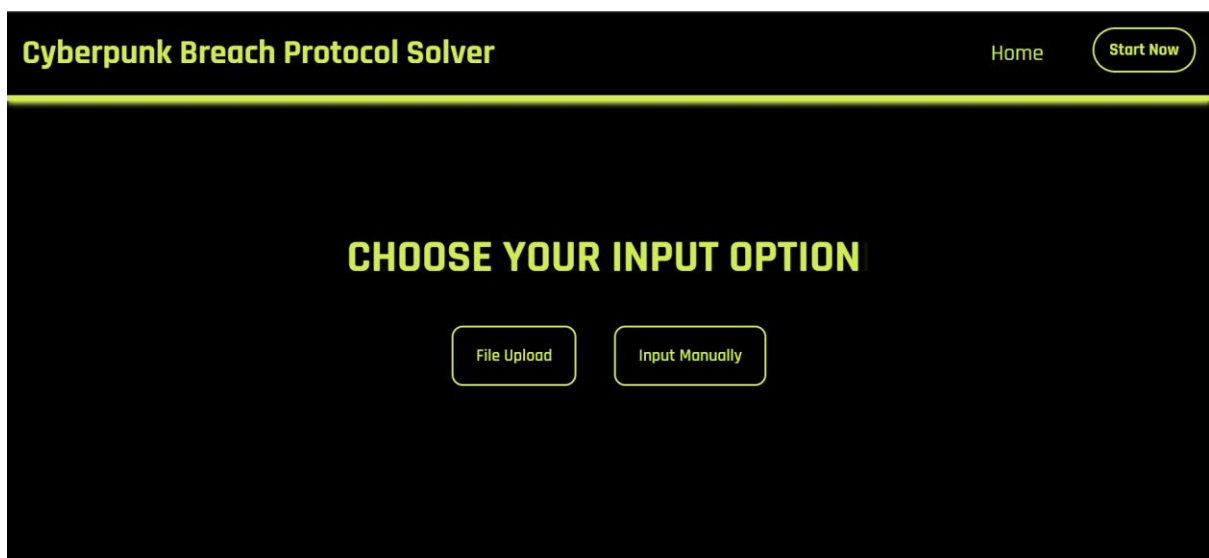 Cyberpunk Breach Protocol Solver Home Start Now
CHOOSE YOUR INPUT OPTION
File Upload Input Manually